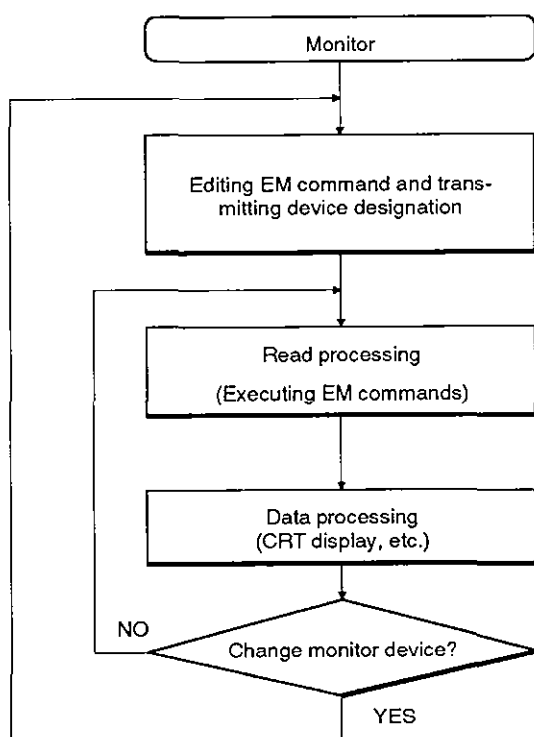 Monitor
Editing EM command and trans-
mitting device designation
Read processing
(Executing EM commands)
Data processing
(CRT display, etc.)
NO
Change monitor device?
YES